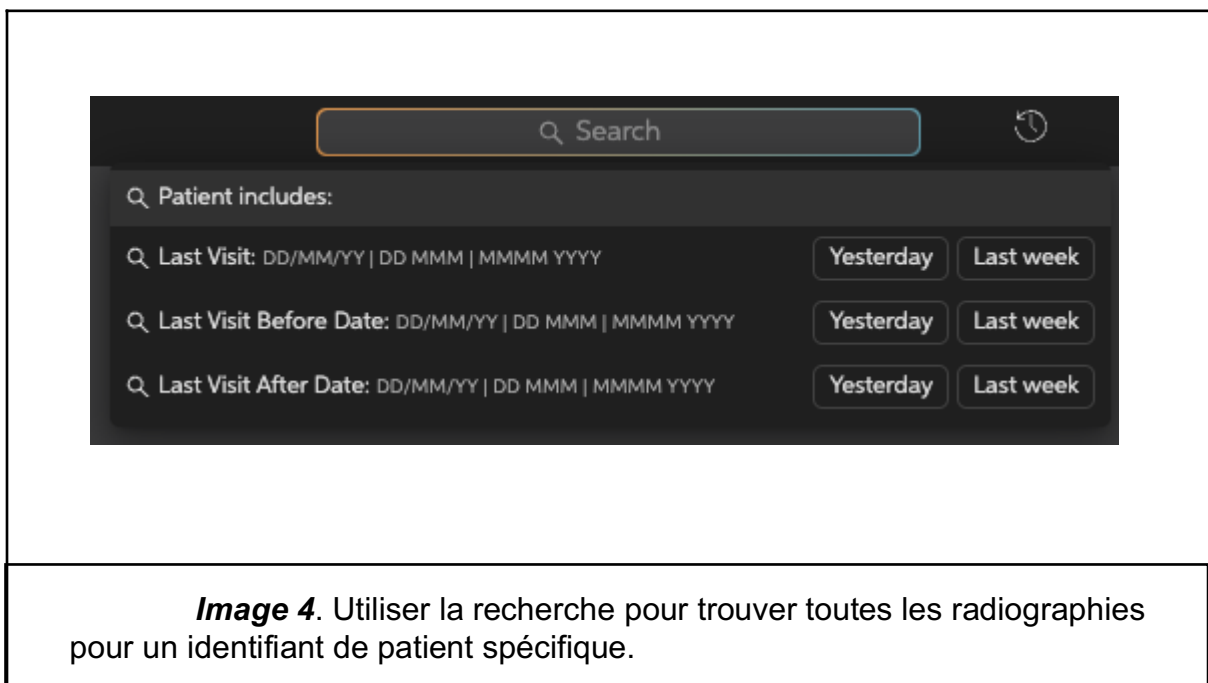 Search
Patient includes:
Last Visit: DD/MM/YY | DD MMM | MMMM YYYY Yesterday Last week
Last Visit Before Date: DD/MM/YY | DD MMM | MMMM YYYY Yesterday Last week
Last Visit After Date: DD/MM/YY | DD MMM | MMMM YYYY Yesterday Last week
Image 4. Utiliser la recherche pour trouver toutes les radiographies
pour un identifiant de patient spécifique.